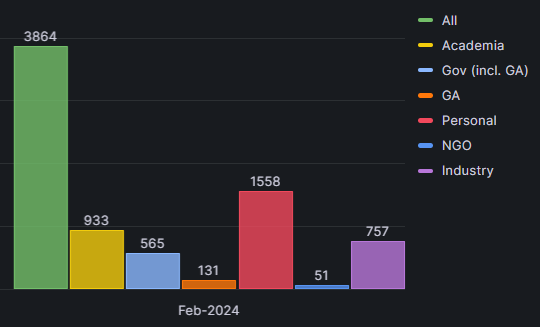 3864
933
565
131
1558
51
757
Feb-2024
All
Academia
Gov (incl. GA)
GA
Personal
NGO
Industry